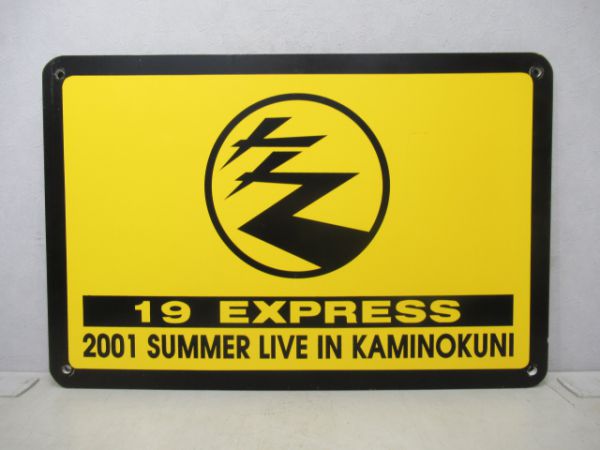 19 EXPRESS
2001 SUMMER LIVE IN KAMINOKUNI